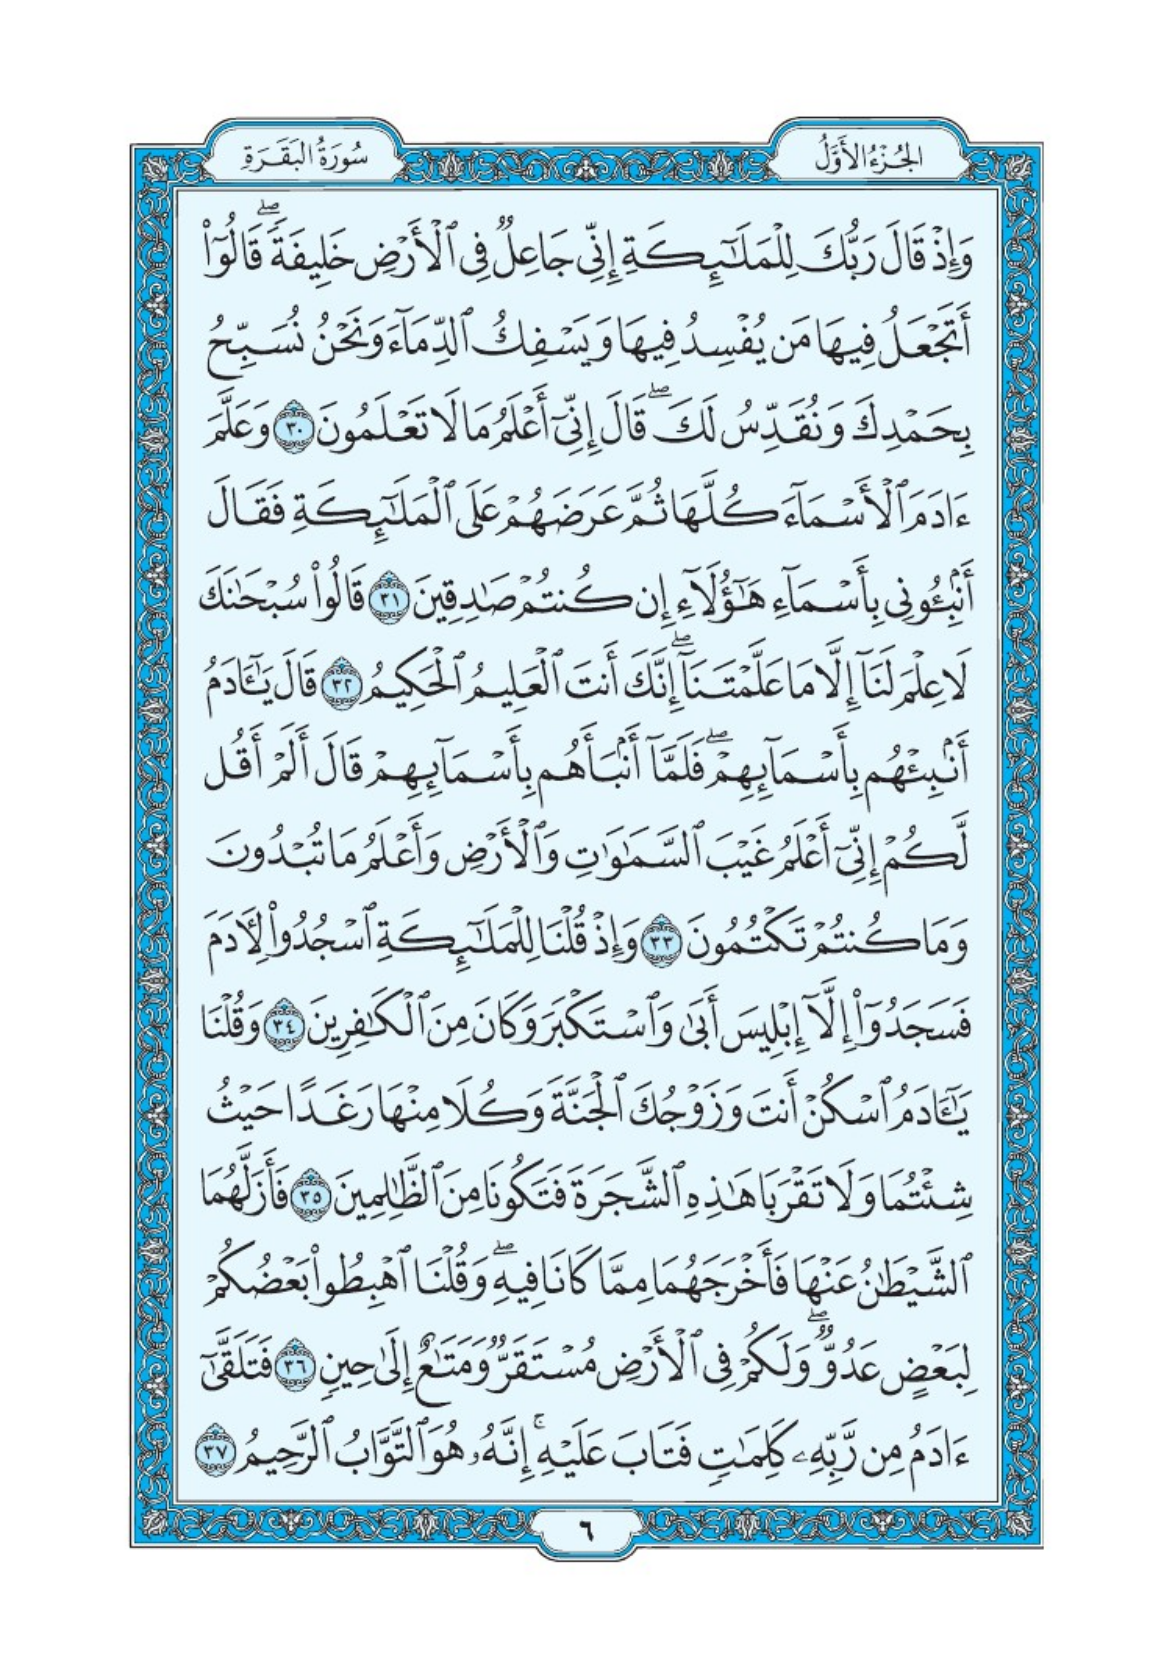 الجُزْءُ الأَوَّلُ
سُورَةُ البَقَرَةِ
وَإِذْ قَالَ رَبُّكَ لِلْمَلَـٰٓئِكَةِ إِنِّى جَاعِلٌ فِى ٱلْأَرْضِ خَلِيفَةً ۖ قَالُوٓا۟
أَتَجْعَلُ فِيهَا مَن يُفْسِدُ فِيهَا وَيَسْفِكُ ٱلدِّمَآءَ وَنَحْنُ نُسَبِّحُ
بِحَمْدِكَ وَنُقَدِّسُ لَكَ ۖ قَالَ إِنِّىٓ أَعْلَمُ مَا لَا تَعْلَمُونَ ٣٠ وَعَلَّمَ
ءَادَمَ ٱلْأَسْمَآءَ كُلَّهَا ثُمَّ عَرَضَهُمْ عَلَى ٱلْمَلَـٰٓئِكَةِ فَقَالَ
أَنۢبِـُٔونِى بِأَسْمَآءِ هَـٰٓؤُلَآءِ إِن كُنتُمْ صَـٰدِقِينَ ٣١ قَالُوا۟ سُبْحَـٰنَكَ
لَا عِلْمَ لَنَآ إِلَّا مَا عَلَّمْتَنَآ ۖ إِنَّكَ أَنتَ ٱلْعَلِيمُ ٱلْحَكِيمُ ٣٢ قَالَ يَـٰٓـَٔادَمُ
أَنۢبِئْهُم بِأَسْمَآئِهِمْ ۖ فَلَمَّآ أَنۢبَأَهُم بِأَسْمَآئِهِمْ قَالَ أَلَمْ أَقُل
لَّكُمْ إِنِّىٓ أَعْلَمُ غَيْبَ ٱلسَّمَـٰوَٰتِ وَٱلْأَرْضِ وَأَعْلَمُ مَا تُبْدُونَ
وَمَا كُنتُمْ تَكْتُمُونَ ٣٣ وَإِذْ قُلْنَا لِلْمَلَـٰٓئِكَةِ ٱسْجُدُوا۟ لِـَٔادَمَ
فَسَجَدُوٓا۟ إِلَّآ إِبْلِيسَ أَبَىٰ وَٱسْتَكْبَرَ وَكَانَ مِنَ ٱلْكَـٰفِرِينَ ٣٤ وَقُلْنَا
يَـٰٓـَٔادَمُ ٱسْكُنْ أَنتَ وَزَوْجُكَ ٱلْجَنَّةَ وَكُلَا مِنْهَا رَغَدًا حَيْثُ
شِئْتُمَا وَلَا تَقْرَبَا هَـٰذِهِ ٱلشَّجَرَةَ فَتَكُونَا مِنَ ٱلظَّـٰلِمِينَ ٣٥ فَأَزَلَّهُمَا
ٱلشَّيْطَـٰنُ عَنْهَا فَأَخْرَجَهُمَا مِمَّا كَانَا فِيهِ ۖ وَقُلْنَا ٱهْبِطُوا۟ بَعْضُكُمْ
لِبَعْضٍ عَدُوٌّ ۖ وَلَكُمْ فِى ٱلْأَرْضِ مُسْتَقَرٌّ وَمَتَـٰعٌ إِلَىٰ حِينٍ ٣٦ فَتَلَقَّىٰٓ
ءَادَمُ مِن رَّبِّهِۦ كَلِمَـٰتٍ فَتَابَ عَلَيْهِ ۚ إِنَّهُۥ هُوَ ٱلتَّوَّابُ ٱلرَّحِيمُ ٣٧
٦